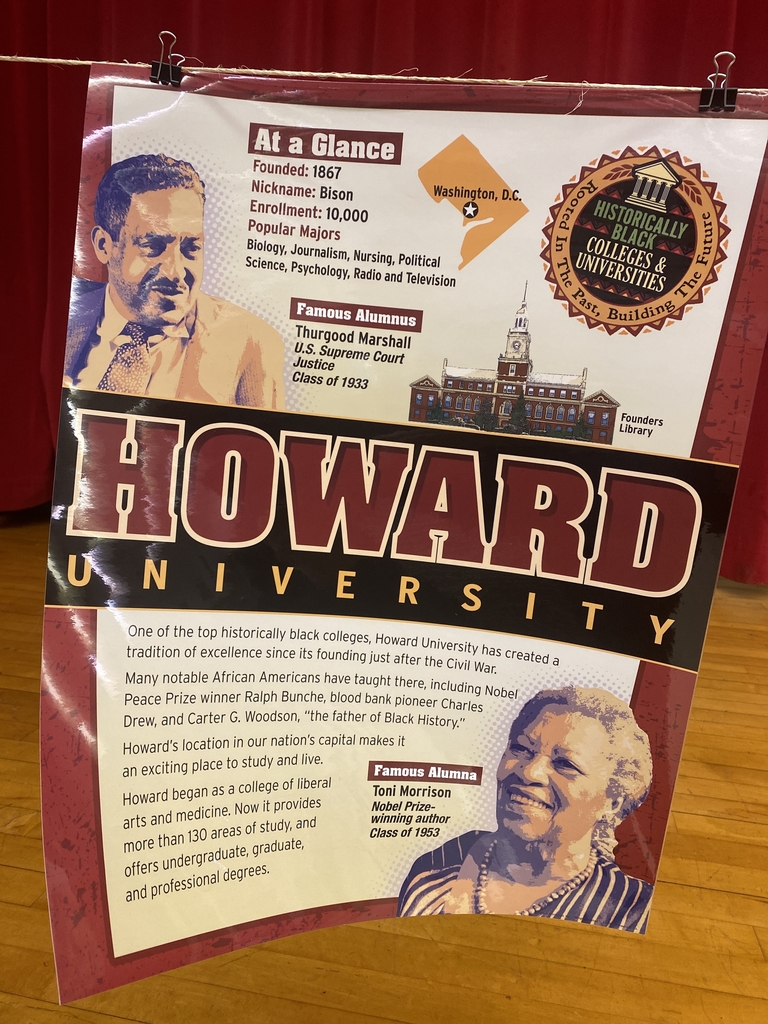 At a Glance
Founded: 1867
Nickname: Bison
Enrollment: 10,000
Popular Majors
Biology, Journalism, Nursing, Political
Science, Psychology, Radio and Television
Washington, D.C.
Rooted In The Past, Building The Future
HISTORICALLY
BLACK
COLLEGES &
UNIVERSITIES
Famous Alumnus
Thurgood Marshall
U.S. Supreme Court
Justice
Class of 1933
Founders
Library
HOWARD
UNIVERSITY
One of the top historically black colleges, Howard University has created a
tradition of excellence since its founding just after the Civil War.
Many notable African Americans have taught there, including Nobel
Peace Prize winner Ralph Bunche, blood bank pioneer Charles
Drew, and Carter G. Woodson, “the father of Black History.”
Howard's location in our nation's capital makes it
an exciting place to study and live.
Howard began as a college of liberal
arts and medicine. Now it provides
more than 130 areas of study, and
offers undergraduate, graduate,
and professional degrees.
Famous Alumna
Toni Morrison
Nobel Prize-
winning author
Class of 1953